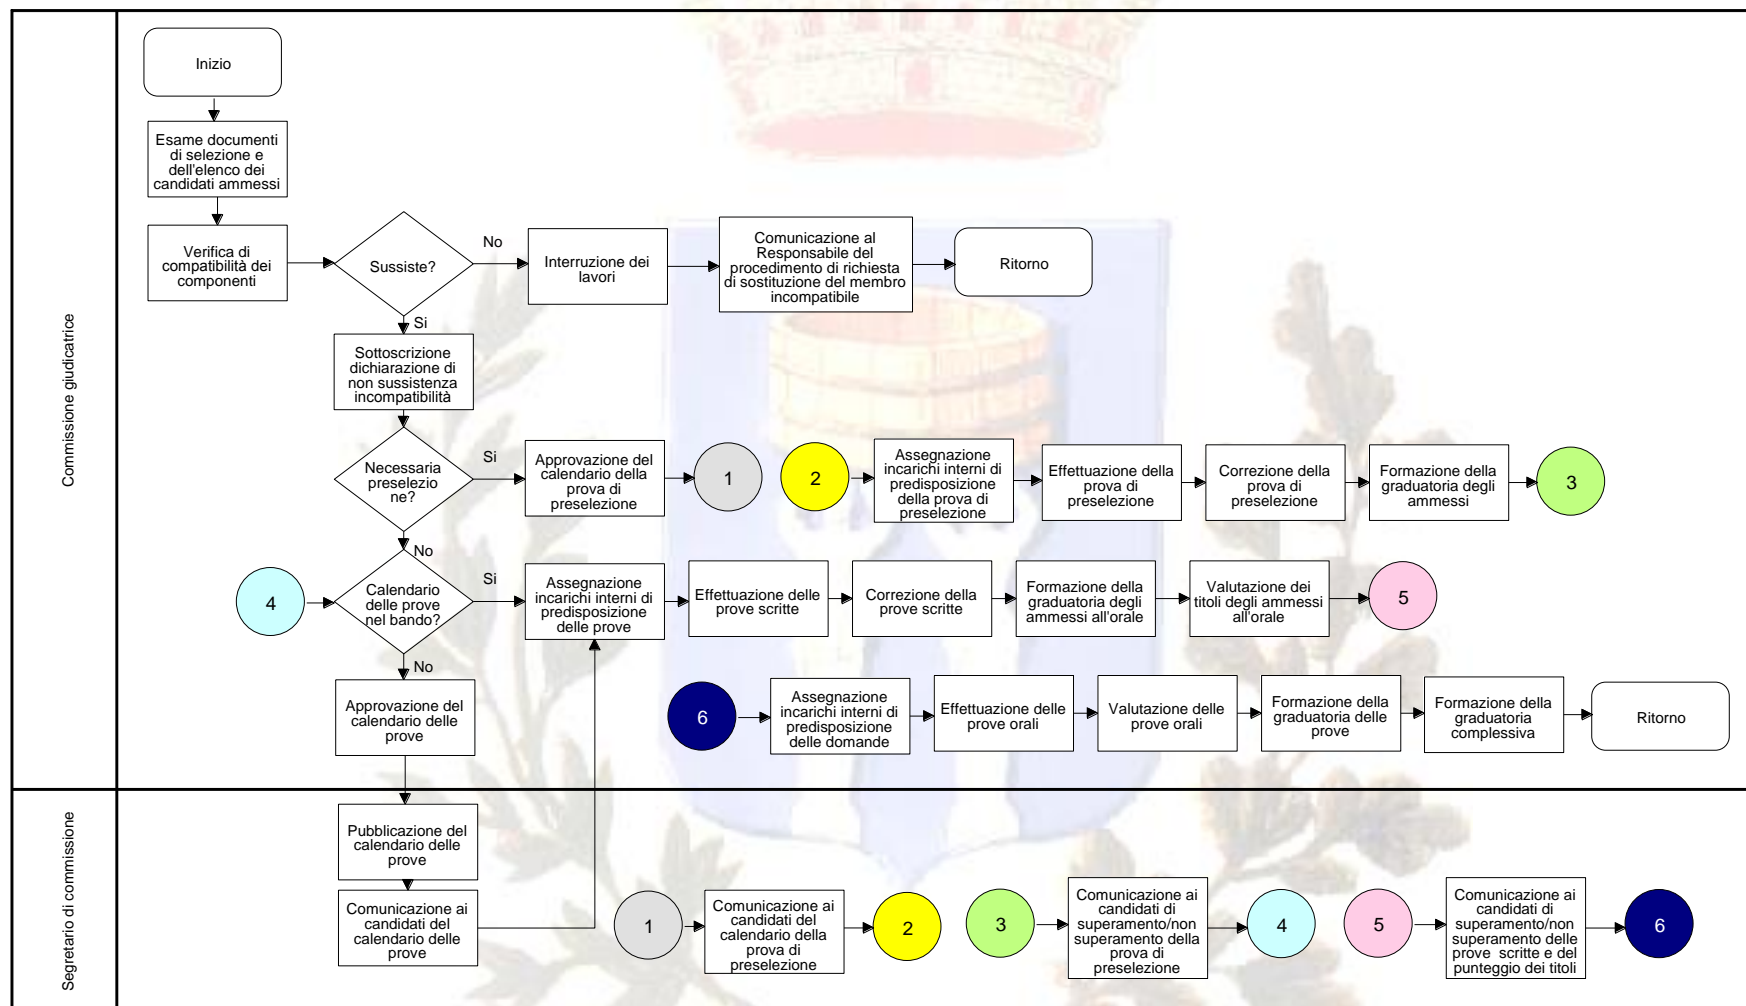 Commissione giudicatrice
Inizio
Esame documenti
di selezione e
dell'elenco dei
candidati ammessi
Verifica di
compatibilità dei
componenti
Sussiste?
No
Interruzione dei
lavori
Comunicazione al
Responsabile del
procedimento di richiesta
di sostituzione del membro
incompatibile
Ritorno
Si
Sottoscrizione
dichiarazione di
non sussistenza
incompatibilità
Necessaria
preselezio
ne?
Si
Approvazione del
calendario della
prova di
preselezione
1
2
Assegnazione
incarichi interni di
predisposizione
della prova di
preselezione
Effettuazione della
prova di
preselezione
Correzione della
prova di
preselezione
Formazione della
graduatoria degli
ammessi
3
No
4
Calendario
delle prove
nel bando?
Si
Assegnazione
incarichi interni di
predisposizione
delle prove
Effettuazione delle
prove scritte
Correzione della
prove scritte
Formazione della
graduatoria degli
ammessi all'orale
Valutazione dei
titoli degli ammessi
all'orale
5
No
Approvazione del
calendario delle
prove
6
Assegnazione
incarichi interni di
predisposizione
delle domande
Effettuazione delle
prove orali
Valutazione delle
prove orali
Formazione della
graduatoria delle
prove
Formazione della
graduatoria
complessiva
Ritorno
Segretario di commissione
Pubblicazione del
calendario delle
prove
Comunicazione ai
candidati del
calendario delle
prove
1
Comunicazione ai
candidati del
calendario della
prova di
preselezione
2
3
Comunicazione ai
candidati di
superamento/non
superamento della
prova di
preselezione
4
5
Comunicazione ai
candidati di
superamento/non
superamento delle
prove scritte e del
punteggio dei titoli
6